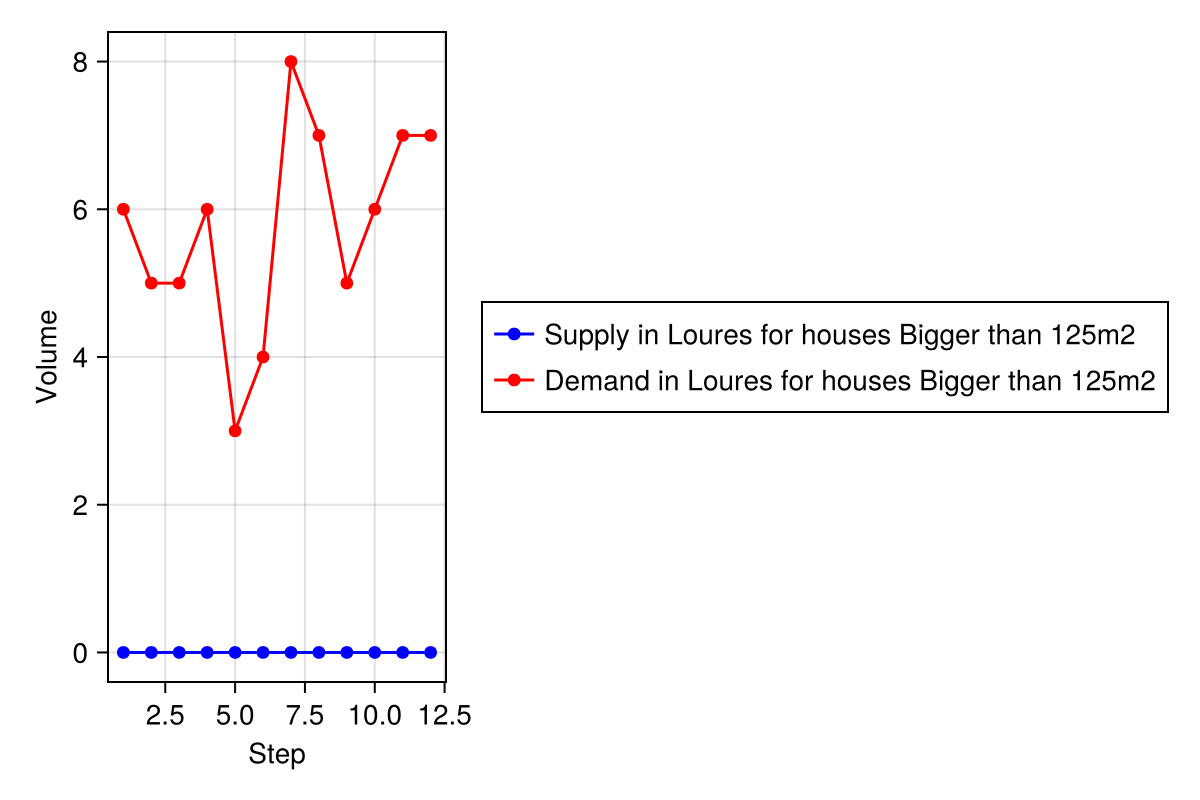 8
6
4
2
0
Volume
2.5 5.0 7.5 10.0 12.5
Step
Supply in Loures for houses Bigger than 125m2
Demand in Loures for houses Bigger than 125m2